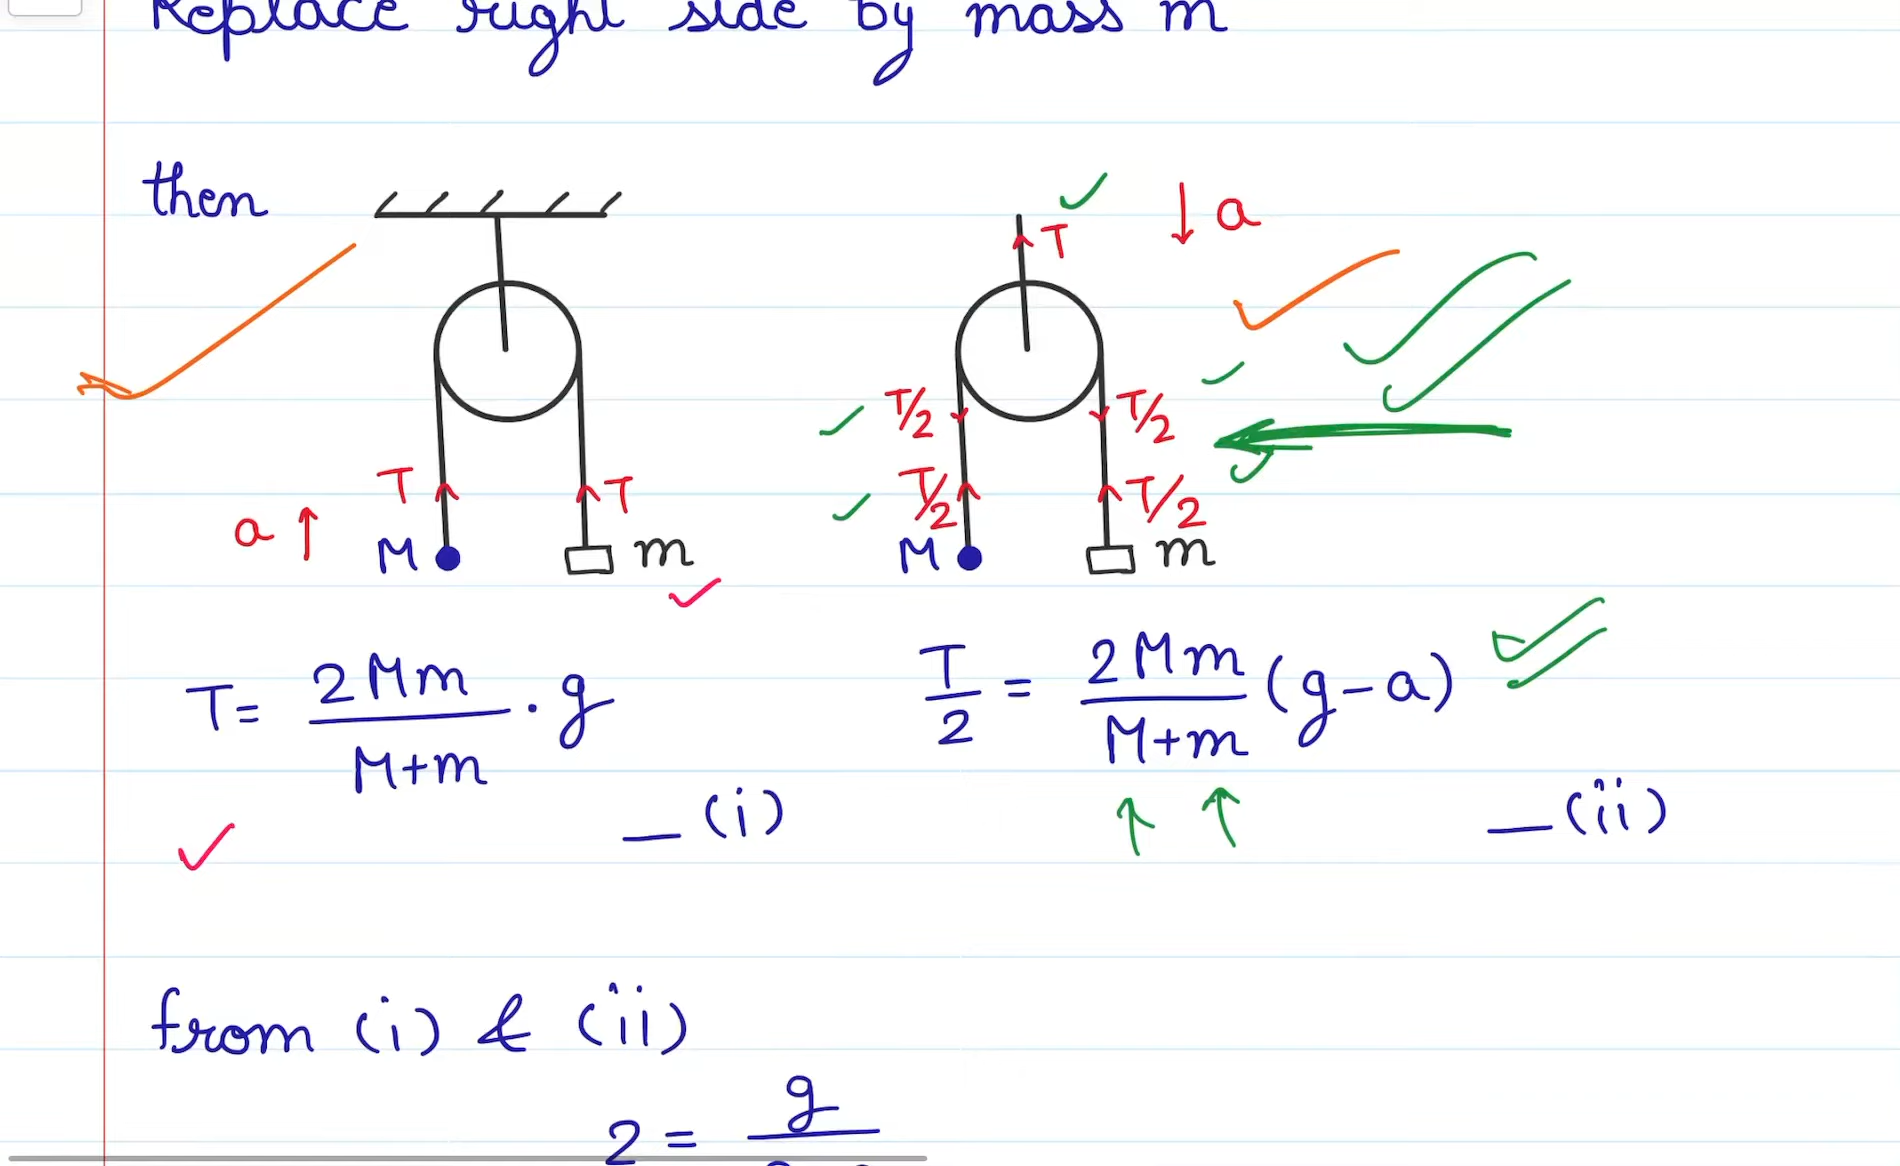 Replace right side by mass m
then
T ↓ a
T/2 T/2
T T T/2 T/2
a ↑ M m M m
T = 2Mm/M+m · g — (i)
T/2 = 2Mm/M+m (g-a) — (ii)
from (i) & (ii)
2 = g